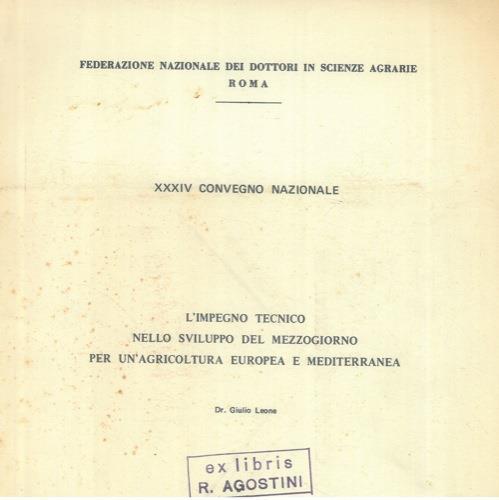 FEDERAZIONE NAZIONALE DEI DOTTORI IN SCIENZE AGRARIE
ROMA
XXXIV CONVEGNO NAZIONALE
L'IMPEGNO TECNICO
NELLO SVILUPPO DEL MEZZOGIORNO
PER UN'AGRICOLTURA EUROPEA E MEDITERRANEA
Dr. Giulio Leone
ex libris
R. AGOSTINI